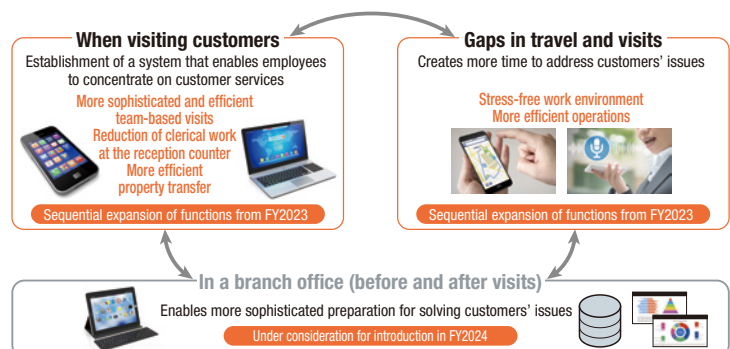 When visiting customers
Establishment of a system that enables employees
to concentrate on customer services
More sophisticated and efficient
team-based visits
Reduction of clerical work
at the reception counter
More efficient
property transfer
Sequential expansion of functions from FY2023
Gaps in travel and visits
Creates more time to address customers’ issues
Stress-free work environment
More efficient operations
Sequential expansion of functions from FY2023
In a branch office (before and after visits)
Enables more sophisticated preparation for solving customers’ issues
Under consideration for introduction in FY2024